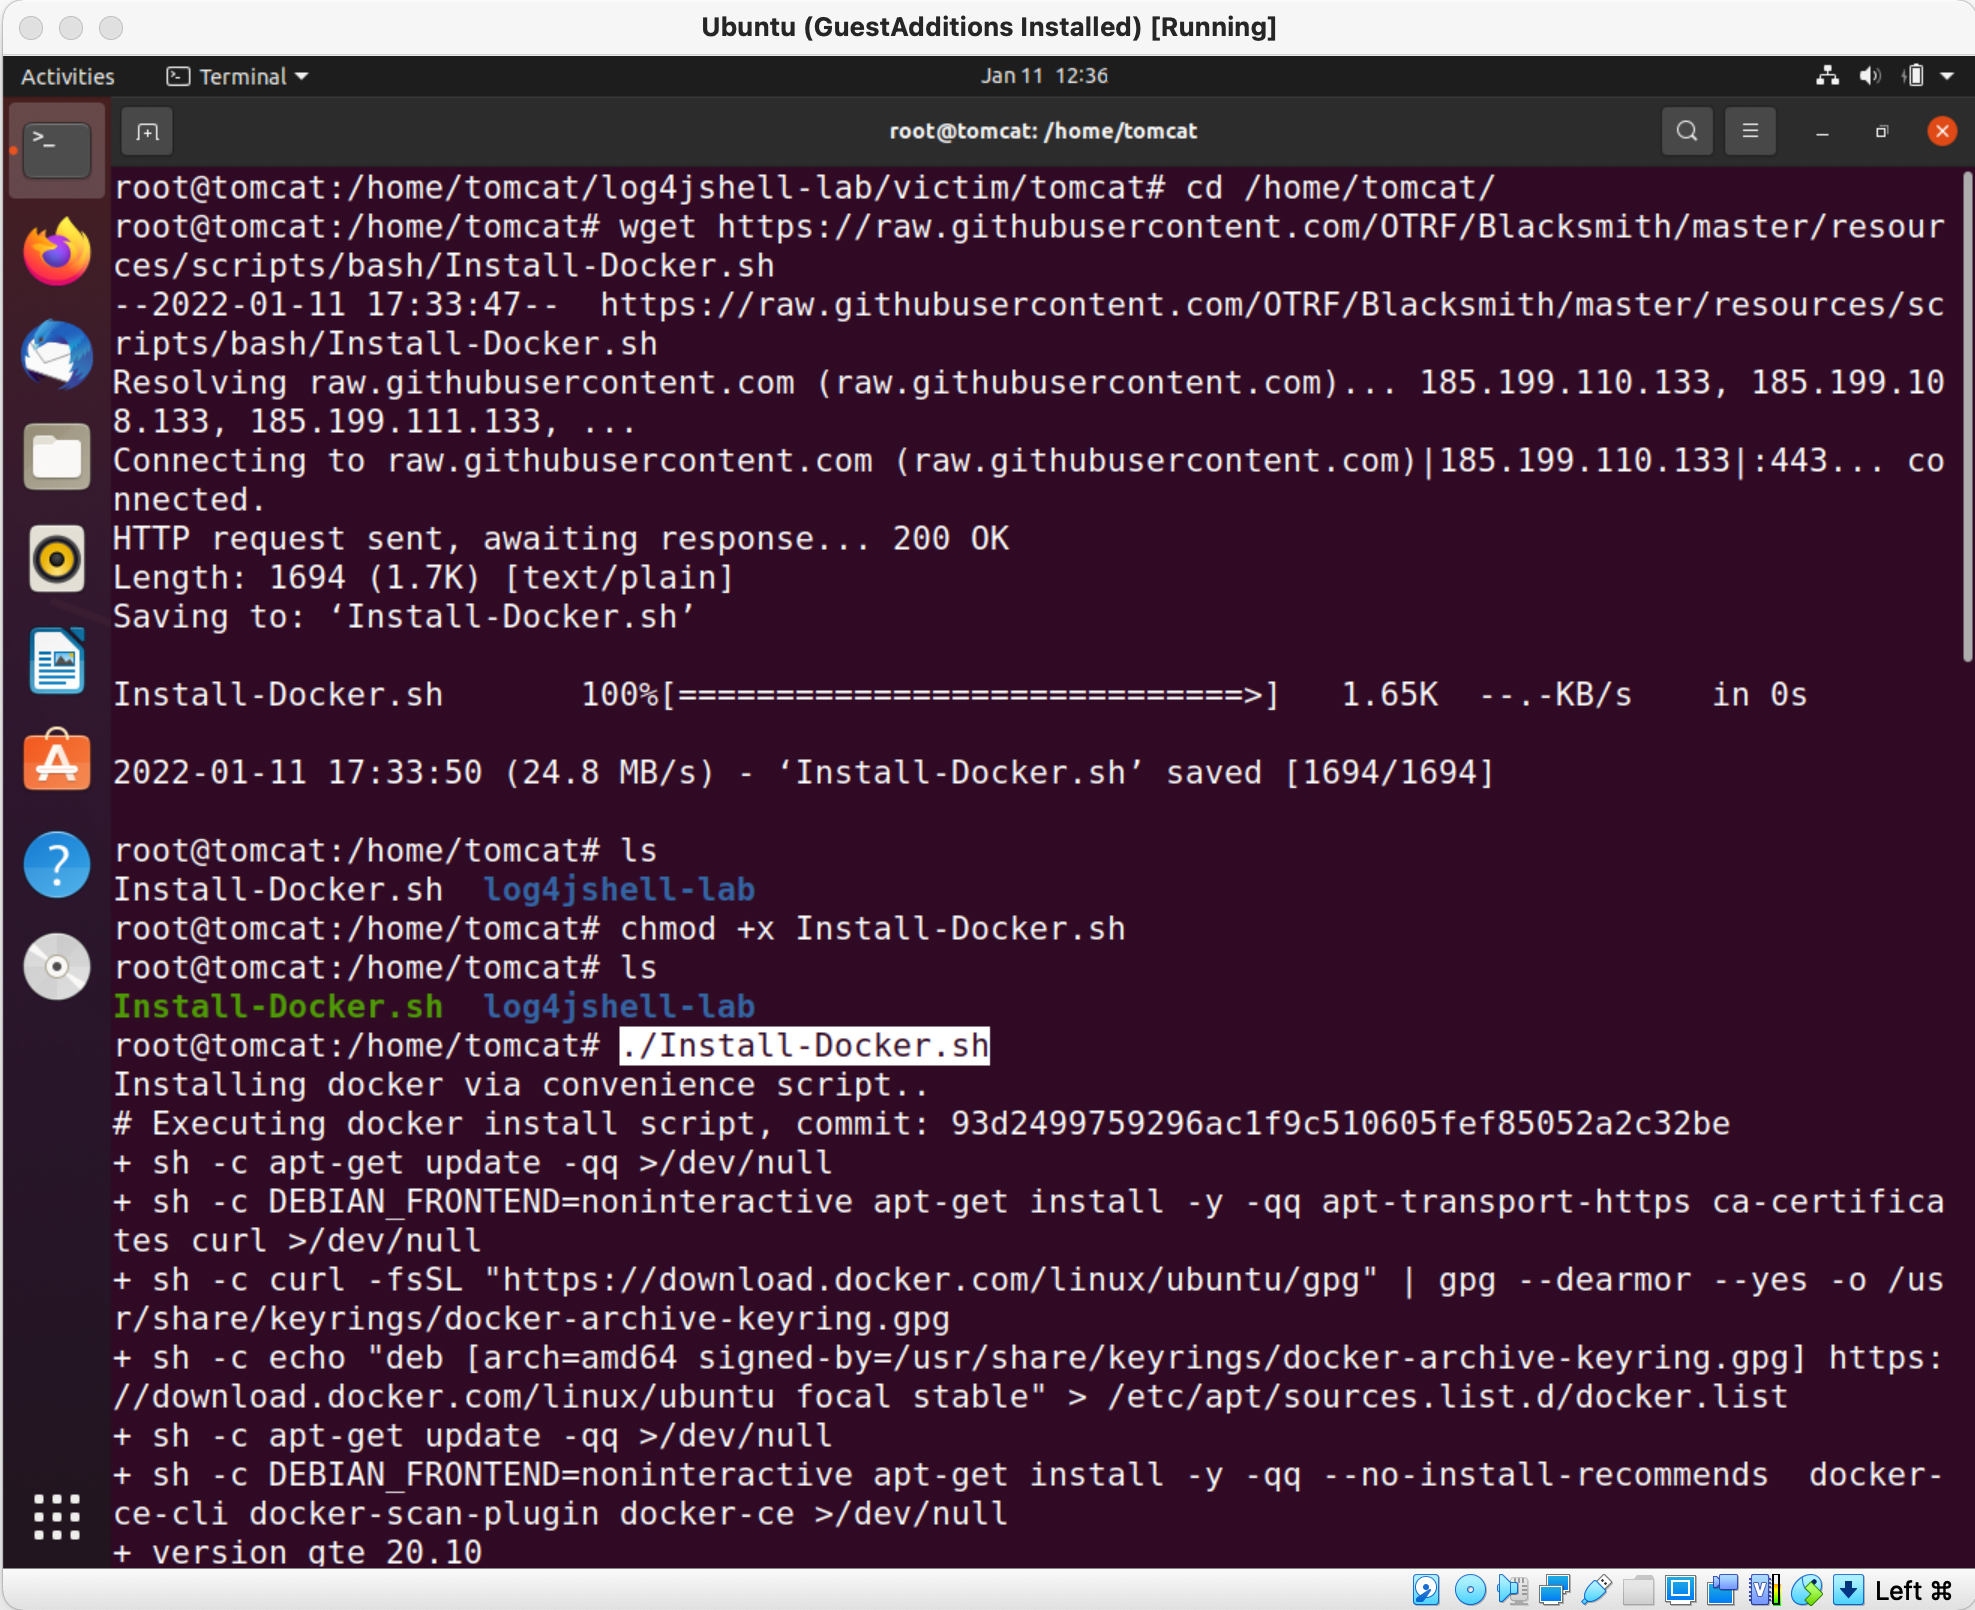 Ubuntu (GuestAdditions Installed) [Running]
Activities
Terminal
Jan 11 12:36
root@tomcat: /home/tomcat
root@tomcat:/home/tomcat/log4jshell-lab/victim/tomcat# cd /home/tomcat/
root@tomcat:/home/tomcat# wget https://raw.githubusercontent.com/OTRF/Blacksmith/master/resour
ces/scripts/bash/Install-Docker.sh
--2022-01-11 17:33:47--  https://raw.githubusercontent.com/OTRF/Blacksmith/master/resources/sc
ripts/bash/Install-Docker.sh
Resolving raw.githubusercontent.com (raw.githubusercontent.com)... 185.199.110.133, 185.199.10
8.133, 185.199.111.133, ...
Connecting to raw.githubusercontent.com (raw.githubusercontent.com)|185.199.110.133|:443... co
nnected.
HTTP request sent, awaiting response... 200 OK
Length: 1694 (1.7K) [text/plain]
Saving to: ‘Install-Docker.sh’
Install-Docker.sh       100%[=============================>]   1.65K  --.-KB/s    in 0s
2022-01-11 17:33:50 (24.8 MB/s) - ‘Install-Docker.sh’ saved [1694/1694]
root@tomcat:/home/tomcat# ls
Install-Docker.sh  log4jshell-lab
root@tomcat:/home/tomcat# chmod +x Install-Docker.sh
root@tomcat:/home/tomcat# ls
Install-Docker.sh  log4jshell-lab
root@tomcat:/home/tomcat# ./Install-Docker.sh
Installing docker via convenience script..
# Executing docker install script, commit: 93d2499759296ac1f9c510605fef85052a2c32be
+ sh -c apt-get update -qq >/dev/null
+ sh -c DEBIAN_FRONTEND=noninteractive apt-get install -y -qq apt-transport-https ca-certifica
tes curl >/dev/null
+ sh -c curl -fsSL "https://download.docker.com/linux/ubuntu/gpg" | gpg --dearmor --yes -o /us
r/share/keyrings/docker-archive-keyring.gpg
+ sh -c echo "deb [arch=amd64 signed-by=/usr/share/keyrings/docker-archive-keyring.gpg] https:
//download.docker.com/linux/ubuntu focal stable" > /etc/apt/sources.list.d/docker.list
+ sh -c apt-get update -qq >/dev/null
+ sh -c DEBIAN_FRONTEND=noninteractive apt-get install -y -qq --no-install-recommends  docker-
ce-cli docker-scan-plugin docker-ce >/dev/null
+ version_gte 20.10
Left ⌘